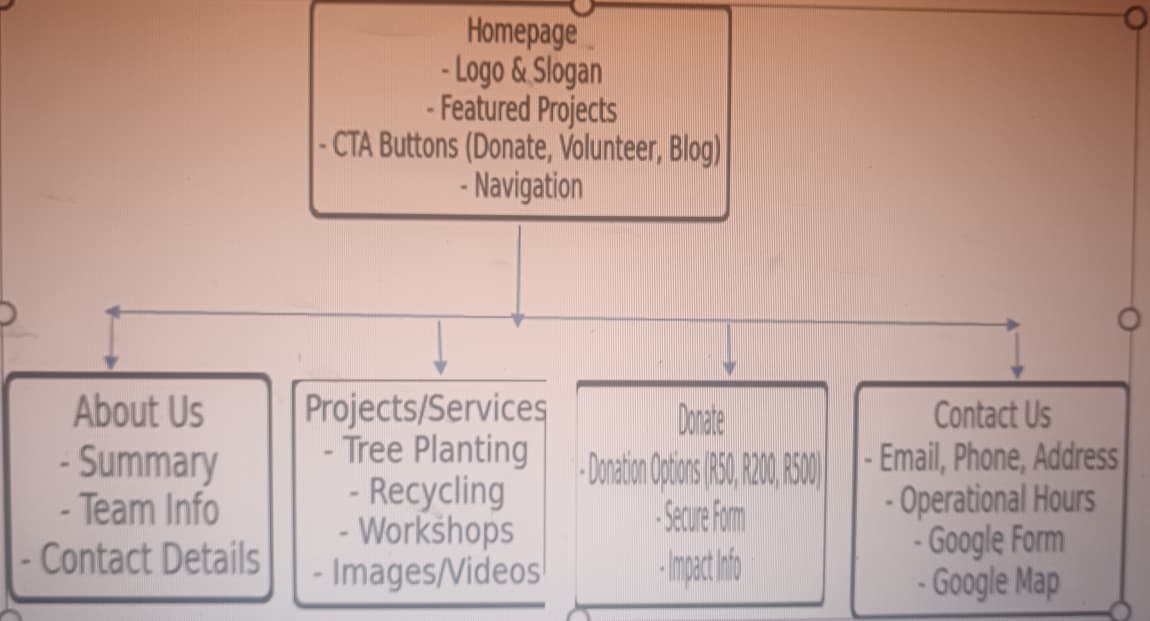 Homepage
- Logo & Slogan
- Featured Projects
- CTA Buttons (Donate, Volunteer, Blog)
- Navigation
About Us
- Summary
- Team Info
- Contact Details
Projects/Services
- Tree Planting
- Recycling
- Workshops
- Images/Videos
Donate
- Donation Options (R50, R200, R500)
- Secure Form
- Impact Info
Contact Us
- Email, Phone, Address
- Operational Hours
- Google Form
- Google Map